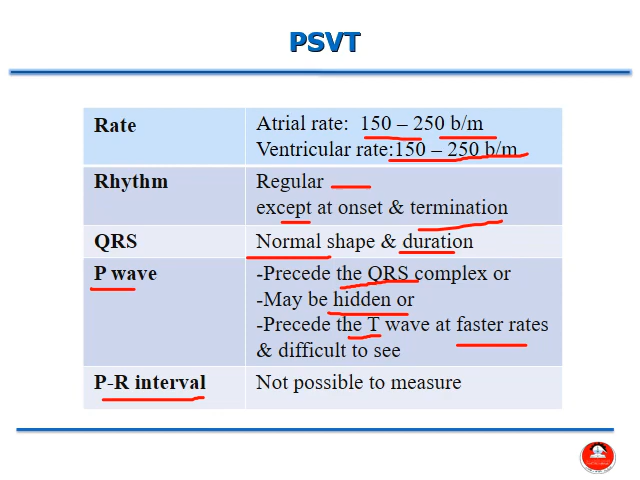 PSVT
Rate
Atrial rate: 150 – 250 b/m
Ventricular rate:150 – 250 b/m
Rhythm
Regular
except at onset & termination
QRS
Normal shape & duration
P wave
-Precede the QRS complex or
-May be hidden or
-Precede the T wave at faster rates
& difficult to see
P-R interval
Not possible to measure